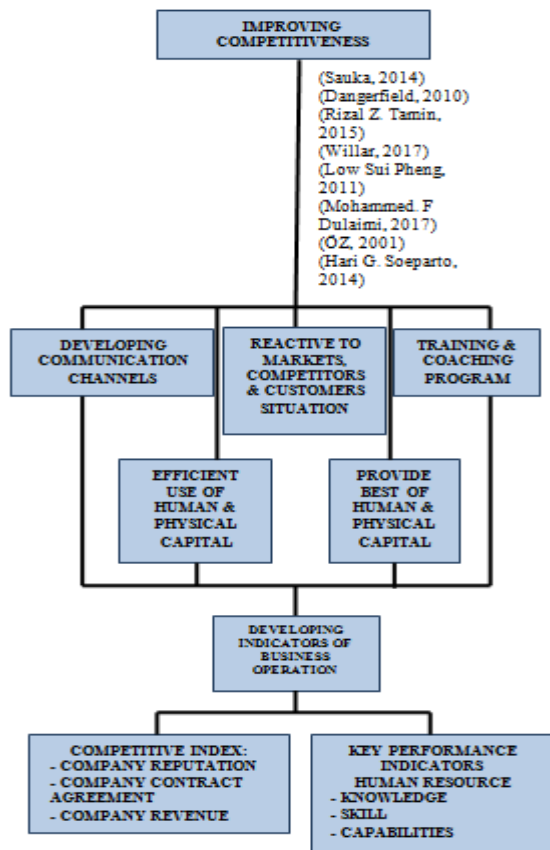 IMPROVING
COMPETITIVENESS
(Sauka, 2014)
(Dangerfield, 2010)
(Rizal Z. Tamin,
2015)
(Willar, 2017)
(Low Sui Pheng,
2011)
(Mohammed. F
Dulaimi, 2017)
(ÖZ, 2001)
(Hari G. Soeparto,
2014)
DEVELOPING
COMMUNICATION
CHANNELS
REACTIVE TO
MARKETS,
COMPETITORS
& CUSTOMERS
SITUATION
TRAINING &
COACHING
PROGRAM
EFFICIENT
USE OF
HUMAN &
PHYSICAL
CAPITAL
PROVIDE
BEST OF
HUMAN &
PHYSICAL
CAPITAL
DEVELOPING
INDICATORS OF
BUSINESS
OPERATION
COMPETITIVE INDEX:
- COMPANY REPUTATION
- COMPANY CONTRACT
AGREEMENT
- COMPANY REVENUE
KEY PERFORMANCE
INDICATORS
HUMAN RESOURCE
- KNOWLEDGE
- SKILL
- CAPABILITIES